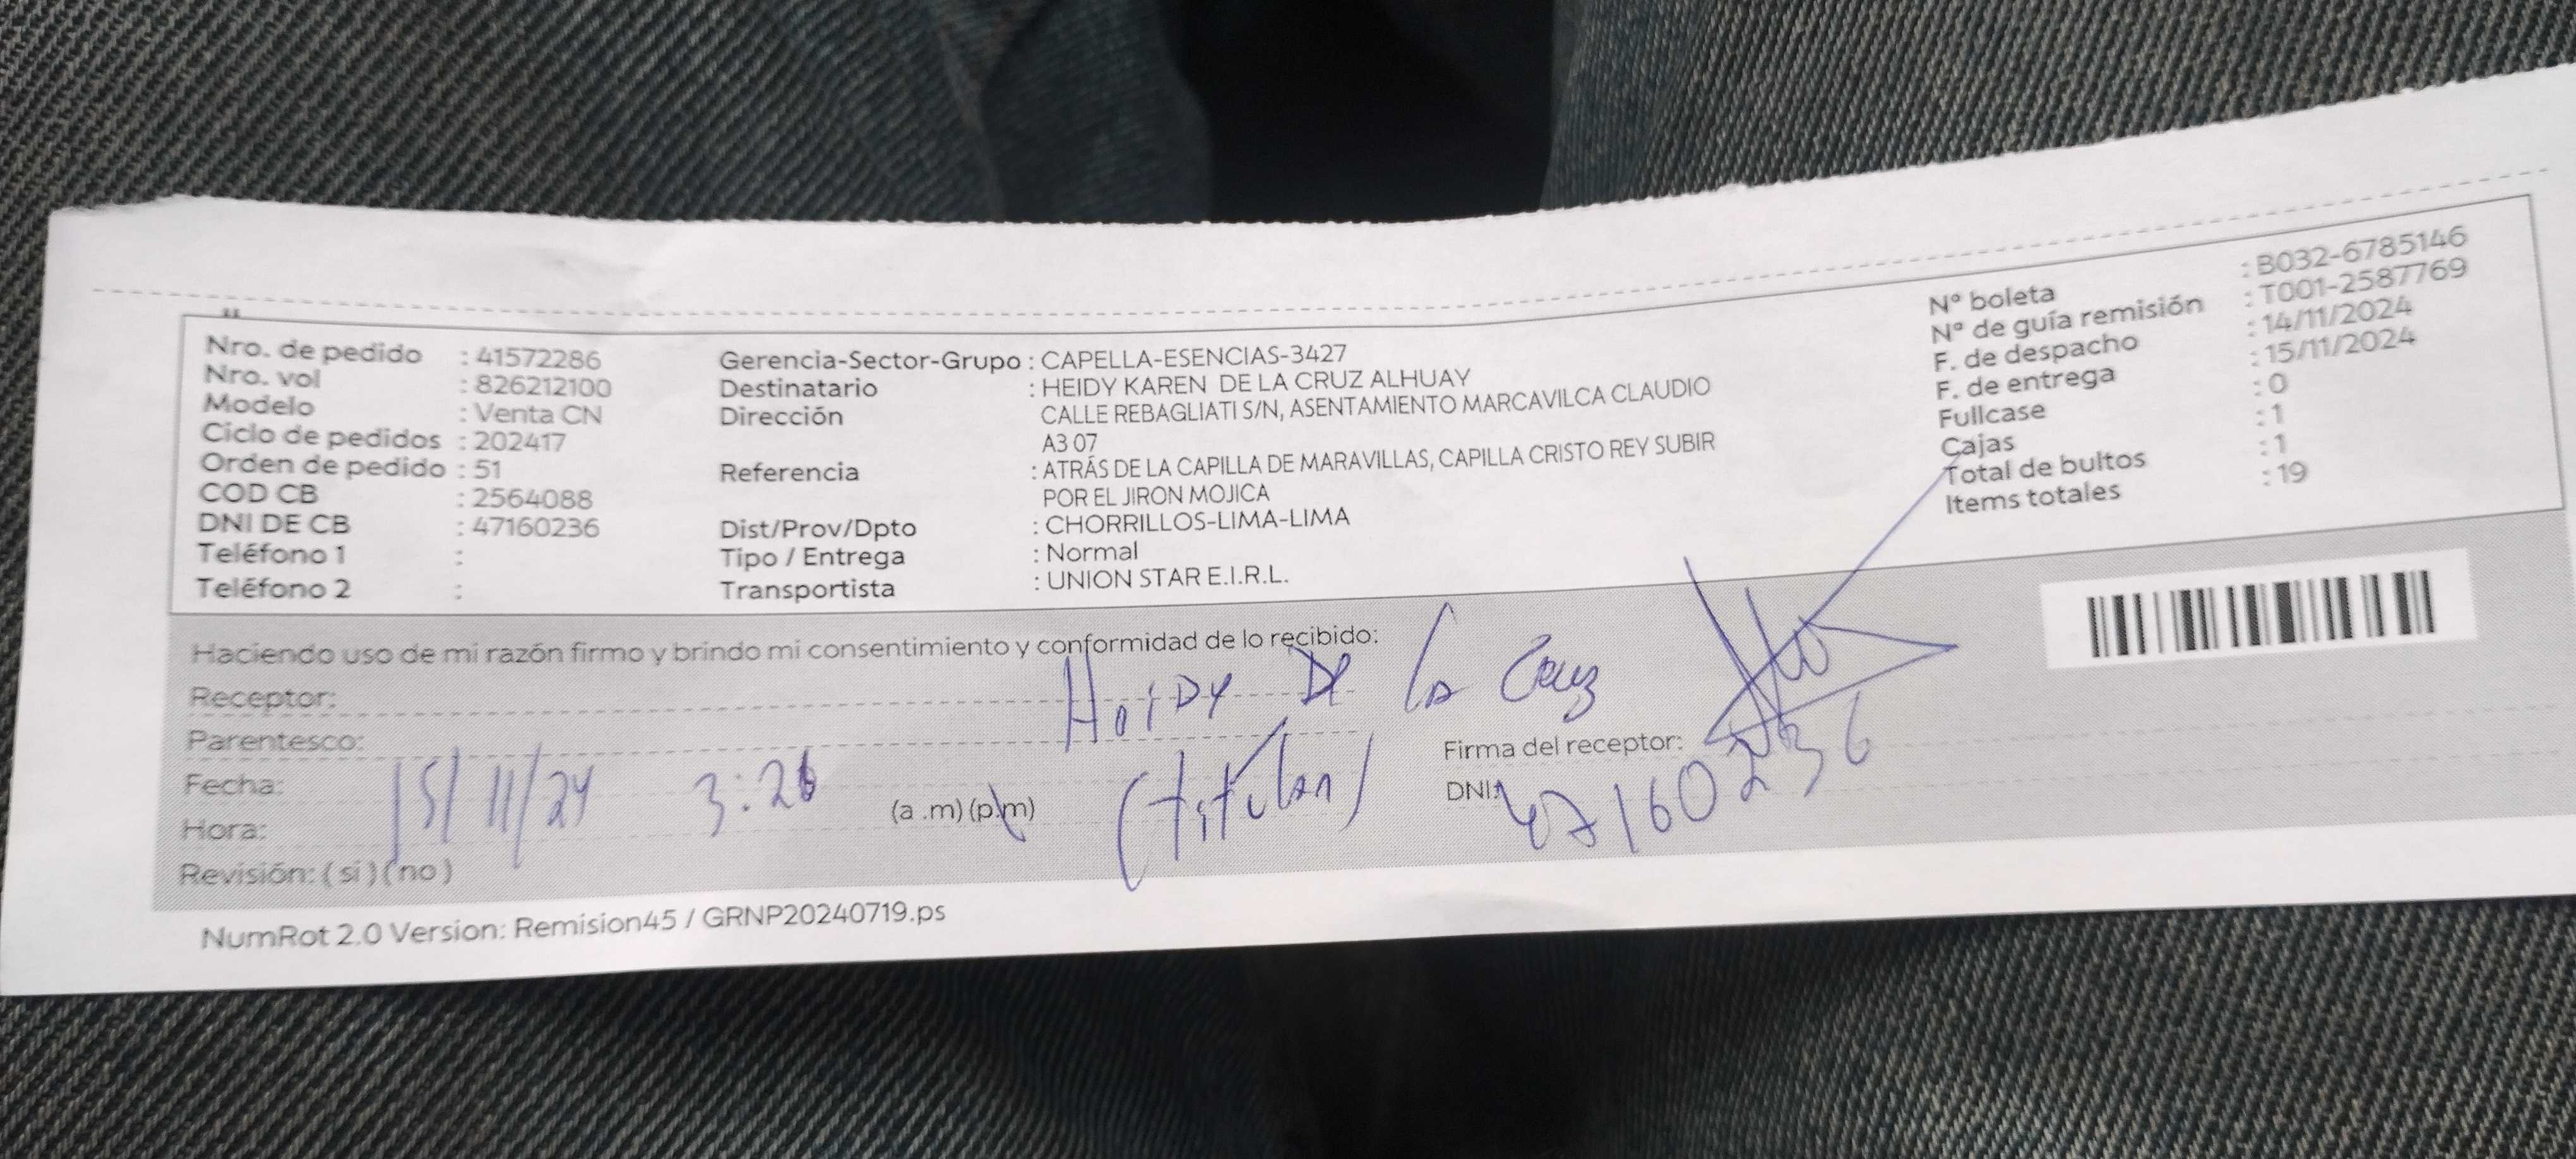 Nro. de pedido : 41572286
Nro. vol : 826212100
Modelo : Venta CN
Ciclo de pedidos : 202417
Orden de pedido : 51
COD CB : 2564088
DNI DE CB : 47160236
Teléfono 1 :
Teléfono 2 :
Gerencia-Sector-Grupo : CAPELLA-ESENCIAS-3427
Destinatario : HEIDY KAREN DE LA CRUZ ALHUAY
Dirección CALLE REBAGLIATI S/N, ASENTAMIENTO MARCAVILCA CLAUDIO
A3 07
Referencia : ATRÁS DE LA CAPILLA DE MARAVILLAS, CAPILLA CRISTO REY SUBIR
POR EL JIRON MOJICA
Dist/Prov/Dpto : CHORRILLOS-LIMA-LIMA
Tipo / Entrega : Normal
Transportista : UNION STAR E.I.R.L.
N° boleta : B032-6785146
N° de guía remisión : T001-2587769
F. de despacho : 14/11/2024
F. de entrega : 15/11/2024
Fullcase : 0
Cajas : 1
Total de bultos : 1
Items totales : 19
Haciendo uso de mi razón firmo y brindo mi consentimiento y conformidad de lo recibido:
Receptor: Heidy De la Cruz
Parentesco: (titular)
Fecha: 15/11/24
Hora: 3:26 (a .m) (p.m)
Revisión: ( si ) ( no )
Firma del receptor:
DNI: 47160236
NumRot 2.0 Version: Remision45 / GRNP20240719.ps